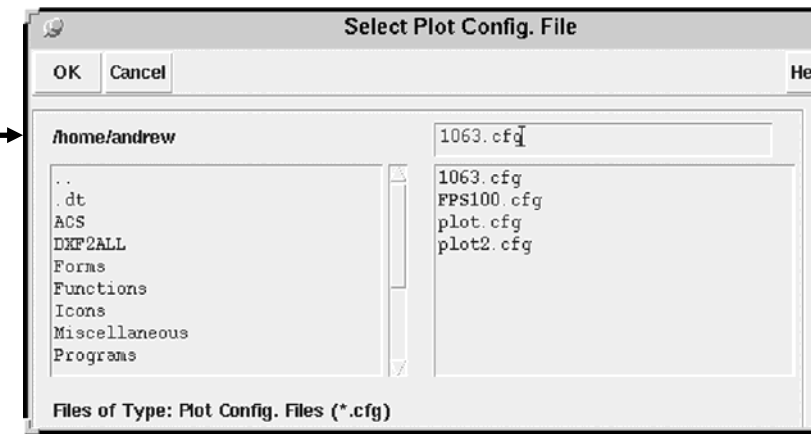 Select Plot Config. File
OK
Cancel
He
/home/andrew
1063.cfg
..
.dt
ACS
DXF2ALL
Forms
Functions
Icons
Miscellaneous
Programs
1063.cfg
FPS100.cfg
plot.cfg
plot2.cfg
Files of Type: Plot Config. Files (*.cfg)